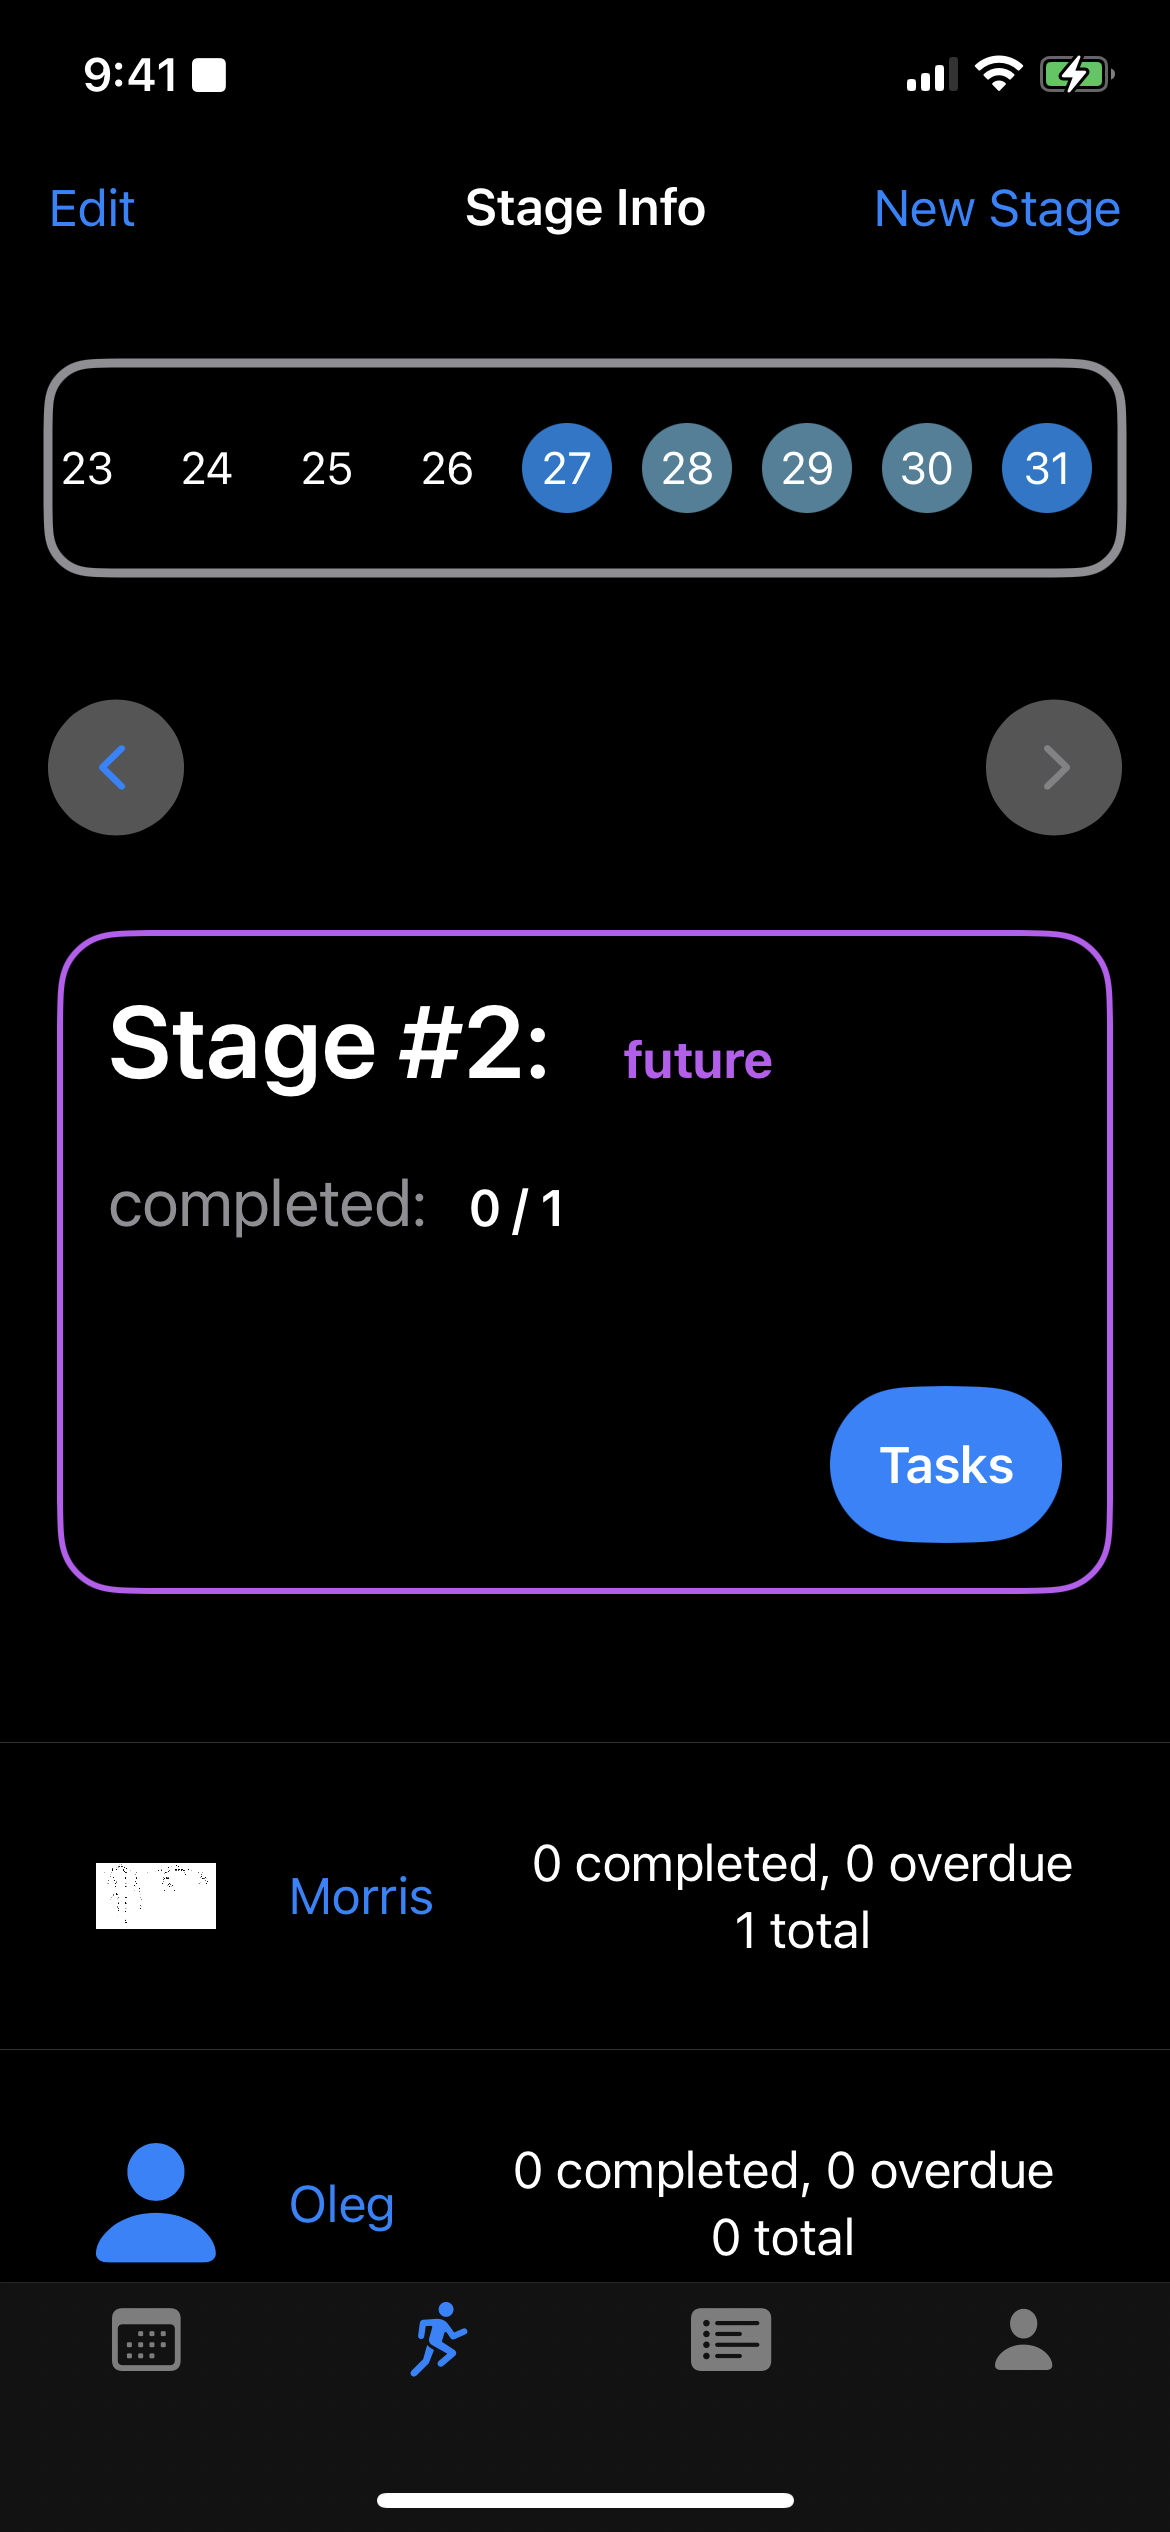 9:41
Edit Stage Info New Stage
23 24 25 26 27 28 29 30 31
Stage #2: future
completed: 0 / 1
Tasks
Morris
0 completed, 0 overdue
1 total
Oleg
0 completed, 0 overdue
0 total